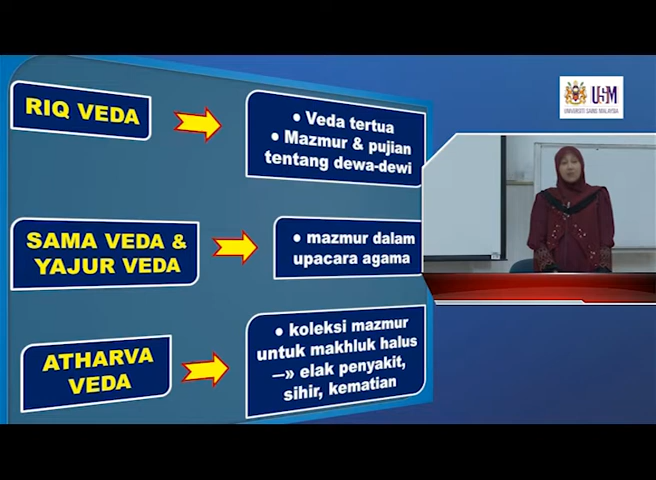 RIQ VEDA
• Veda tertua
• Mazmur & pujian
tentang dewa-dewi
SAMA VEDA &
YAJUR VEDA
• mazmur dalam
upacara agama
ATHARVA
VEDA
• koleksi mazmur
untuk makhluk halus
—» elak penyakit,
sihir, kematian
USM
UNIVERSITI SAINS MALAYSIA